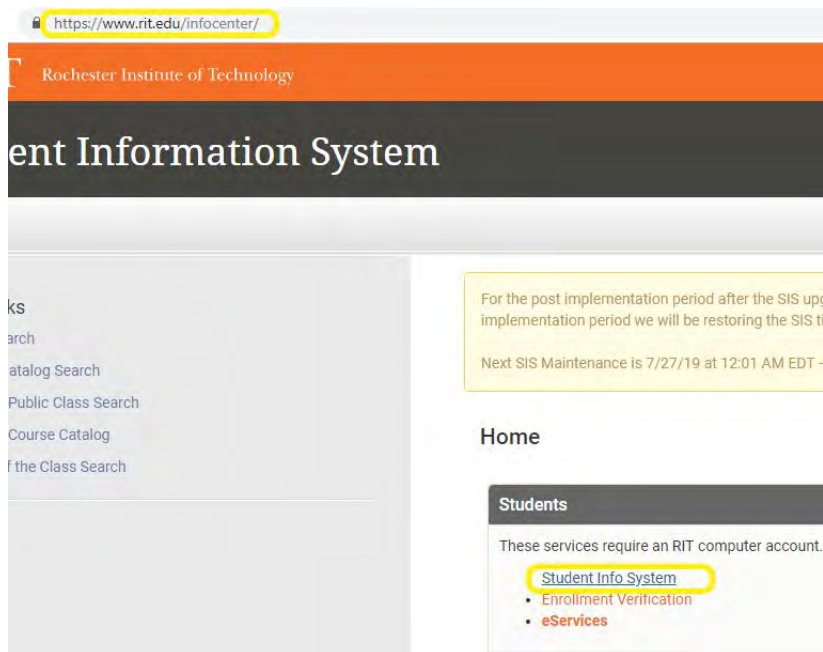 https://www.rit.edu/infocenter/
T Rochester Institute of Technology
ent Information System
ks
arch
atalog Search
Public Class Search
Course Catalog
f the Class Search
For the post implementation period after the SIS upg
implementation period we will be restoring the SIS ti
Next SIS Maintenance is 7/27/19 at 12:01 AM EDT -
Home
Students
These services require an RIT computer account.
Student Info System
• Enrollment Verification
• eServices